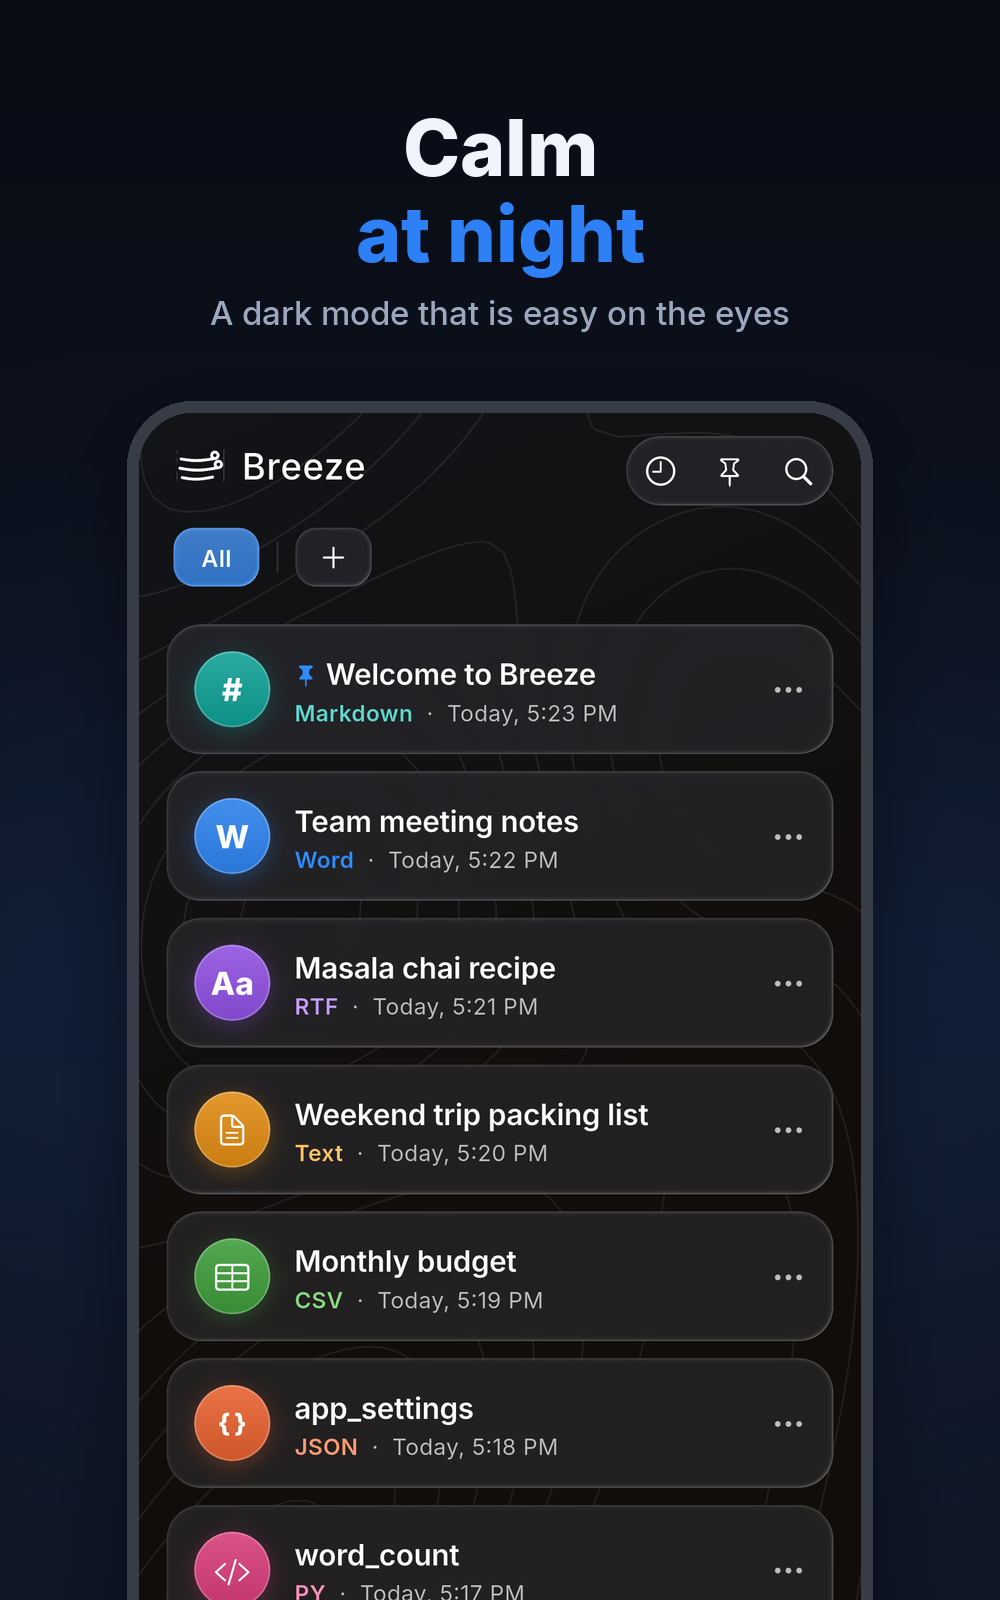 Calm
at night
A dark mode that is easy on the eyes
Breeze
All
#
Welcome to Breeze
Markdown · Today, 5:23 PM
W
Team meeting notes
Word · Today, 5:22 PM
Aa
Masala chai recipe
RTF · Today, 5:21 PM
Weekend trip packing list
Text · Today, 5:20 PM
Monthly budget
CSV · Today, 5:19 PM
{}
app_settings
JSON · Today, 5:18 PM
</>
word_count
PY · Today, 5:17 PM